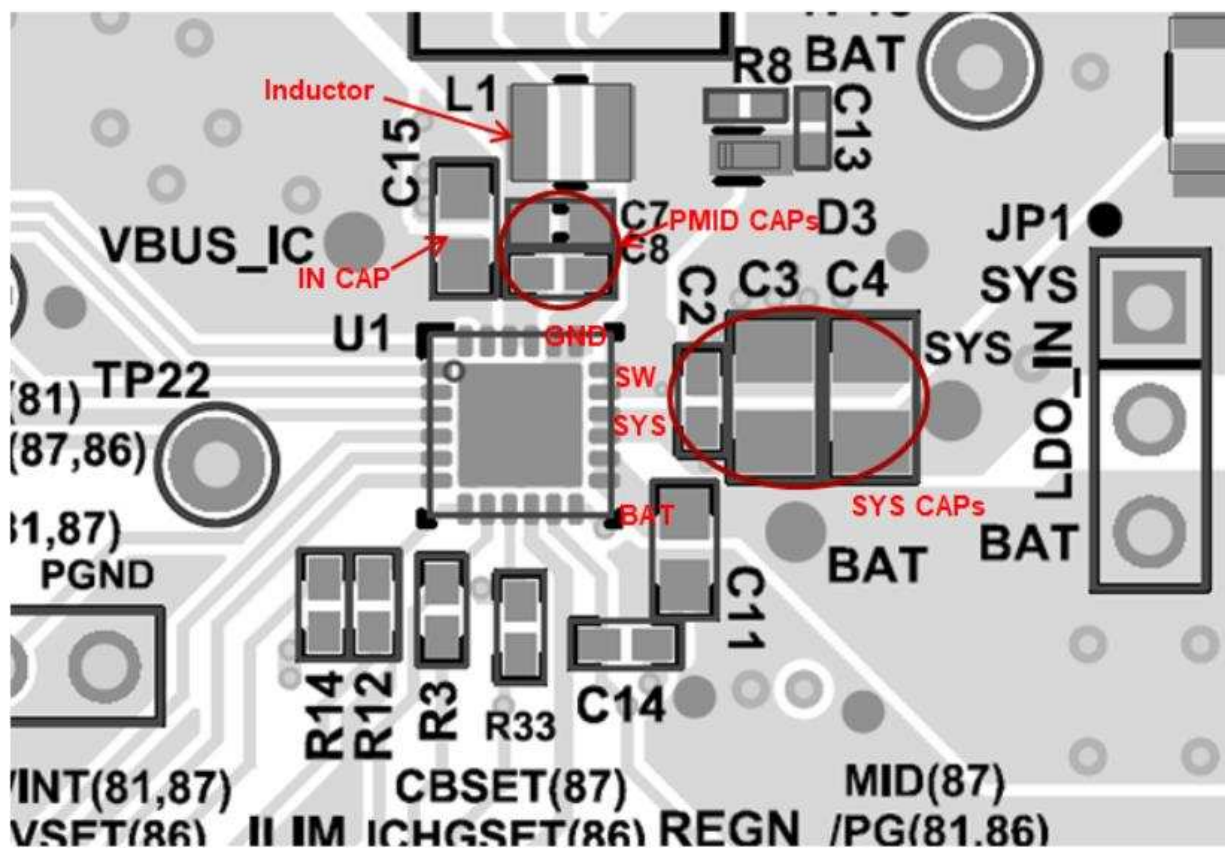 BAT
R8
Inductor
L1
C13
C15
C7
PMID CAPs
D3
JP1
VBUS_IC
C8
IN CAP
SYS
C2
C3
C4
U1
GND
SYS
LDO_IN
TP22
SW
(81)
SYS
(87,86)
SYS CAPs
BAT
31,87)
BAT
BAT
PGND
C11
R14
R12
R3
R33
C14
/INT(81,87)
CBSET(87)
MID(87)
VSET(86)
ILIM
ICHGSET(86)
REGN
/PG(81,86)